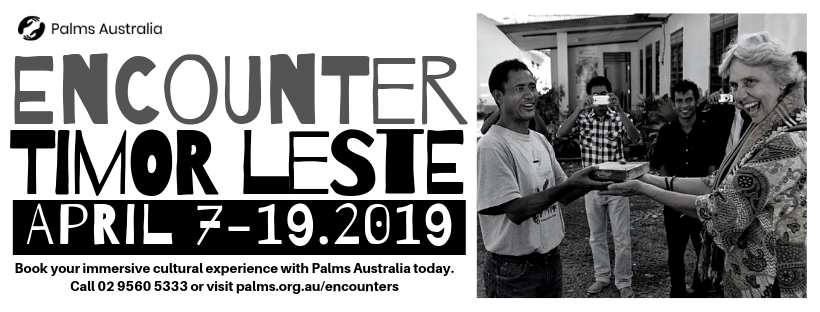 Palms Australia
ENCOUNTER
TIMOR LESTE
APRIL 7-19.2019
Book your immersive cultural experience with Palms Australia today.
Call 02 9560 5333 or visit palms.org.au/encounters